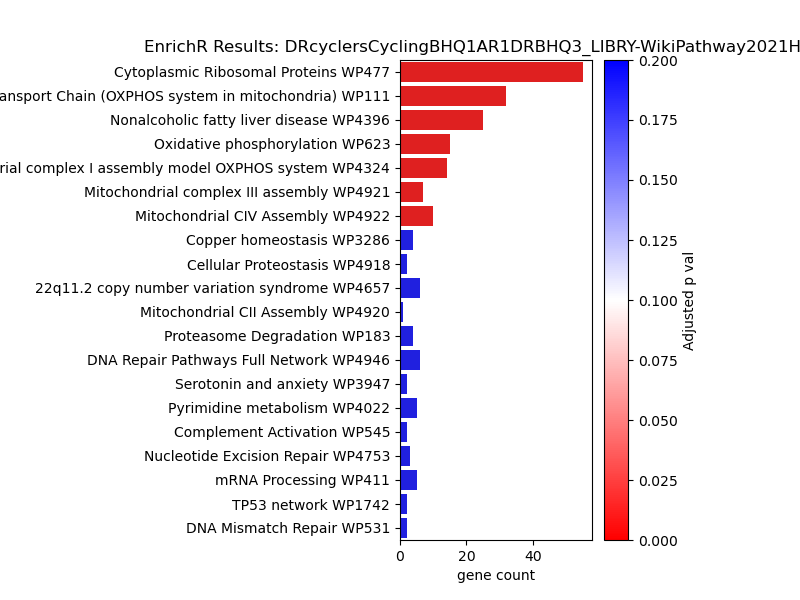 EnrichR Results: DRcyclersCyclingBHQ1AR1DRBHQ3_LIBRY-WikiPathway2021H
Cytoplasmic Ribosomal Proteins WP477
ansport Chain (OXPHOS system in mitochondria) WP111
Nonalcoholic fatty liver disease WP4396
Oxidative phosphorylation WP623
rial complex I assembly model OXPHOS system WP4324
Mitochondrial complex III assembly WP4921
Mitochondrial CIV Assembly WP4922
Copper homeostasis WP3286
Cellular Proteostasis WP4918
22q11.2 copy number variation syndrome WP4657
Mitochondrial CII Assembly WP4920
Proteasome Degradation WP183
DNA Repair Pathways Full Network WP4946
Serotonin and anxiety WP3947
Pyrimidine metabolism WP4022
Complement Activation WP545
Nucleotide Excision Repair WP4753
mRNA Processing WP411
TP53 network WP1742
DNA Mismatch Repair WP531
0 20 40
gene count
0.200
0.175
0.150
0.125
0.100
0.075
0.050
0.025
0.000
Adjusted p val